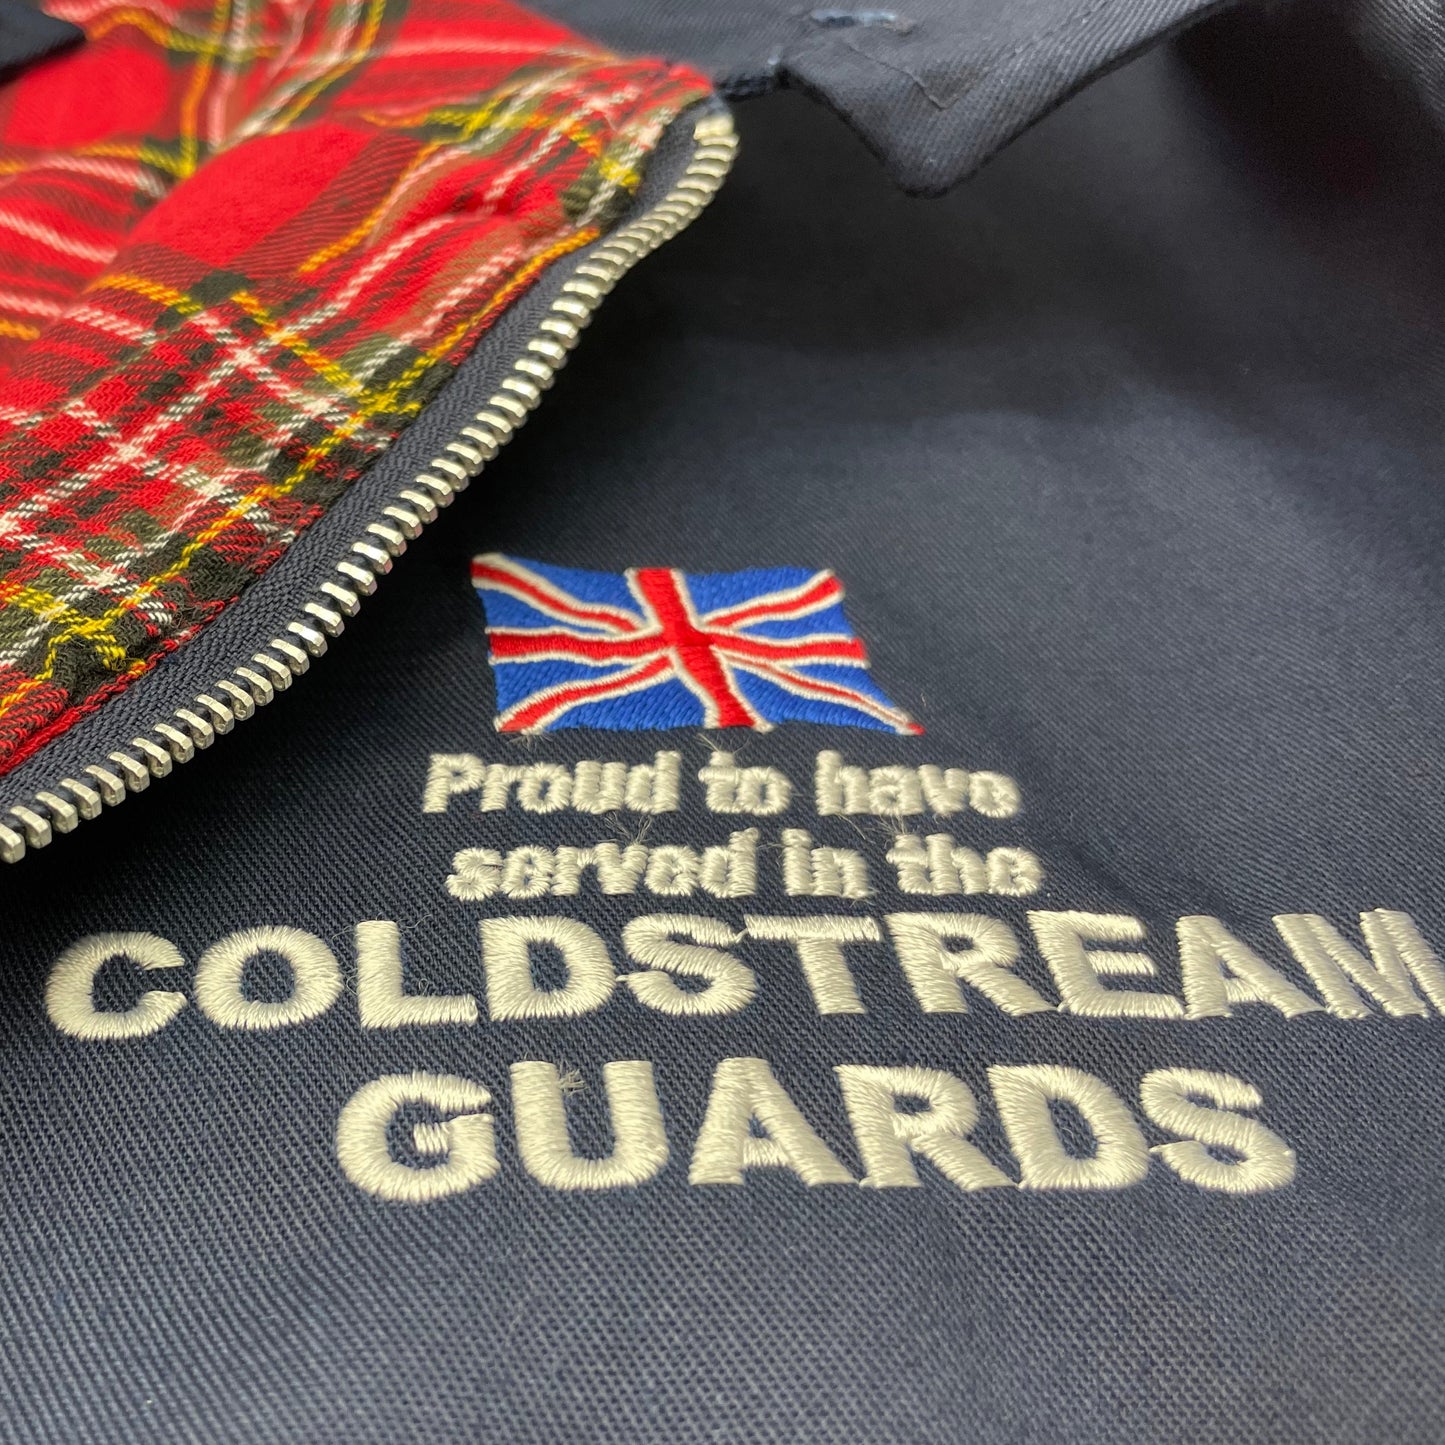 Proud to have
served in the
COLDSTREAM
GUARDS